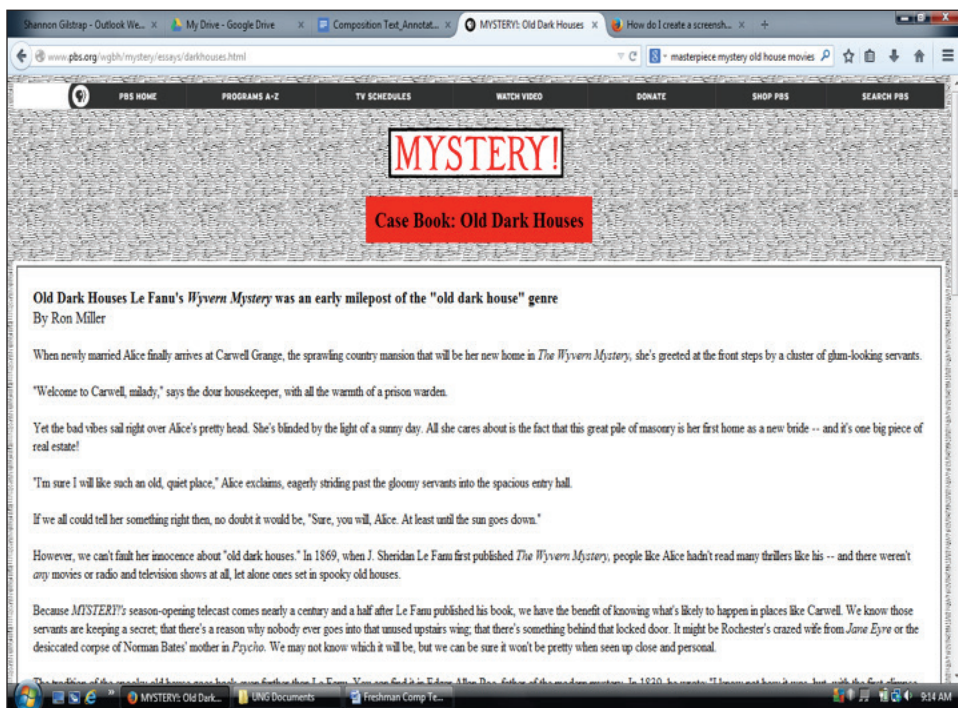 Shannon Gilstrap - Outlook We... × My Drive - Google Drive × Composition Text_Annotat... × MYSTERY!: Old Dark Houses × How do I create a screensh... × +
www.pbs.org/wgbh/mystery/essays/darkhouses.html masterpiece mystery old house movies
PBS HOME PROGRAMS A-Z TV SCHEDULES WATCH VIDEO DONATE SHOP PBS SEARCH PBS
MYSTERY!
Case Book: Old Dark Houses
Old Dark Houses Le Fanu's Wyvern Mystery was an early milepost of the "old dark house" genre
By Ron Miller
When newly married Alice finally arrives at Carwell Grange, the sprawling country mansion that will be her new home in The Wyvern Mystery, she's greeted at the front steps by a cluster of glum-looking servants.
"Welcome to Carwell, milady," says the dour housekeeper, with all the warmth of a prison warden.
Yet the bad vibes sail right over Alice's pretty head. She's blinded by the light of a sunny day. All she cares about is the fact that this great pile of masonry is her first home as a new bride -- and it's one big piece of
real estate!
"I'm sure I will like such an old, quiet place," Alice exclaims, eagerly striding past the gloomy servants into the spacious entry hall.
If we all could tell her something right then, no doubt it would be, "Sure, you will, Alice. At least until the sun goes down."
However, we can't fault her innocence about "old dark houses." In 1869, when J. Sheridan Le Fanu first published The Wyvern Mystery, people like Alice hadn't read many thrillers like his -- and there weren't
any movies or radio and television shows at all, let alone ones set in spooky old houses.
Because MYSTERY!'s season-opening telecast comes nearly a century and a half after Le Fanu published his book, we have the benefit of knowing what's likely to happen in places like Carwell. We know those
servants are keeping a secret; that there's a reason why nobody ever goes into that unused upstairs wing; that there's something behind that locked door. It might be Rochester's crazed wife from Jane Eyre or the
desiccated corpse of Norman Bates' mother in Psycho. We may not know which it will be, but we can be sure it won't be pretty when seen up close and personal.
MYSTERY!: Old Dark... UNG Documents Freshman Comp Te... 9:14 AM